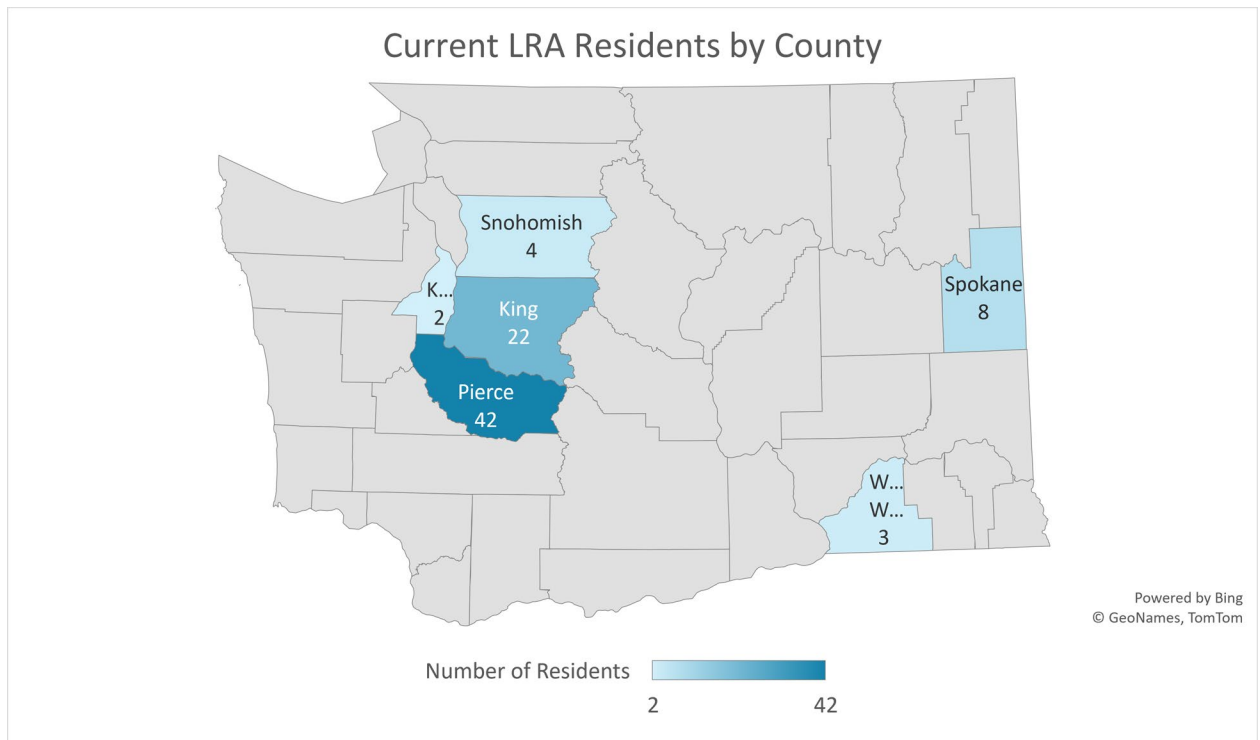 Current LRA Residents by County
Snohomish
4
K...
2
King
22
Spokane
8
Pierce
42
W...
W...
3
Powered by Bing
© GeoNames, TomTom
Number of Residents
2
42